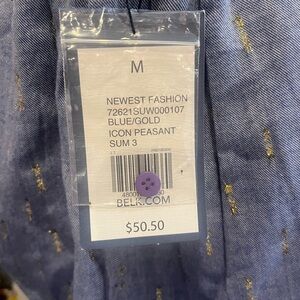 M
NEWEST FASHION
72621SUW000107
BLUE/GOLD
ICON PEASANT
SUM 3
BELK.COM
$50.50